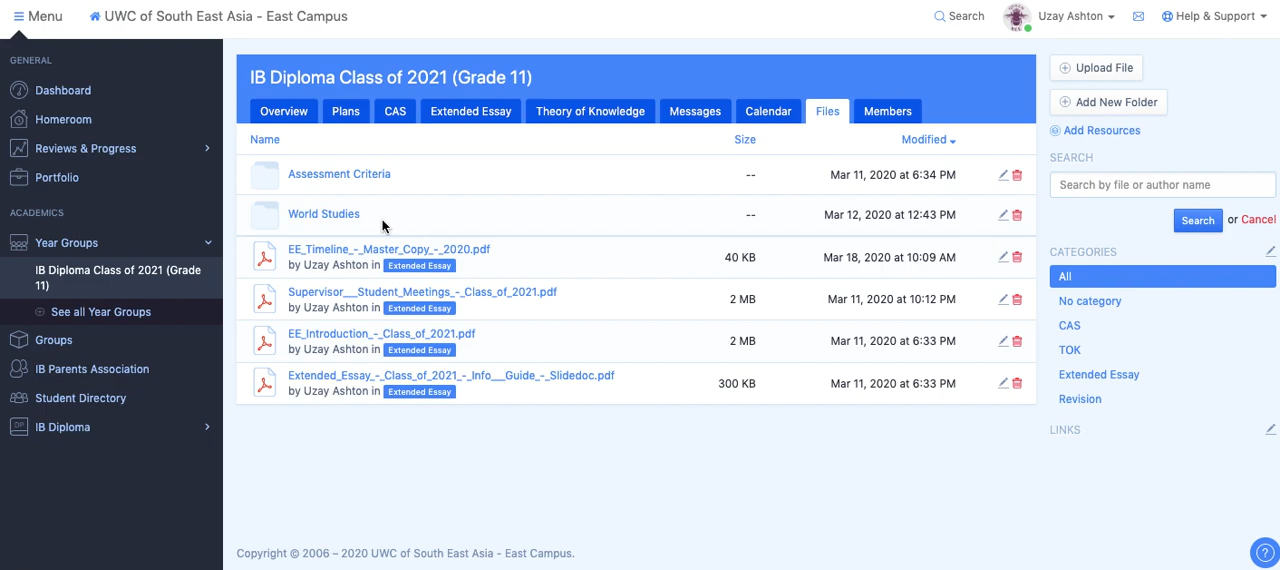 Menu
UWC of South East Asia - East Campus
Search
Uzay Ashton
Help & Support
GENERAL
Dashboard
Homeroom
Reviews & Progress
Portfolio
ACADEMICS
Year Groups
IB Diploma Class of 2021 (Grade
11)
See all Year Groups
Groups
IB Parents Association
Student Directory
DP
IB Diploma
IB Diploma Class of 2021 (Grade 11)
Overview Plans CAS Extended Essay Theory of Knowledge Messages Calendar Files Members
Name Size Modified
Assessment Criteria -- Mar 11, 2020 at 6:34 PM
World Studies -- Mar 12, 2020 at 12:43 PM
EE_Timeline_-_Master_Copy_-_2020.pdf
by Uzay Ashton in Extended Essay
40 KB Mar 18, 2020 at 10:09 AM
Supervisor___Student_Meetings_-_Class_of_2021.pdf
by Uzay Ashton in Extended Essay
2 MB Mar 11, 2020 at 10:12 PM
EE_Introduction_-_Class_of_2021.pdf
by Uzay Ashton in Extended Essay
2 MB Mar 11, 2020 at 6:33 PM
Extended_Essay_-_Class_of_2021_-_Info___Guide_-_Slidedoc.pdf
by Uzay Ashton in Extended Essay
300 KB Mar 11, 2020 at 6:33 PM
Upload File
Add New Folder
Add Resources
SEARCH
Search by file or author name
Search or Cancel
CATEGORIES
All
No category
CAS
TOK
Extended Essay
Revision
LINKS
Copyright © 2006 – 2020 UWC of South East Asia - East Campus.
?